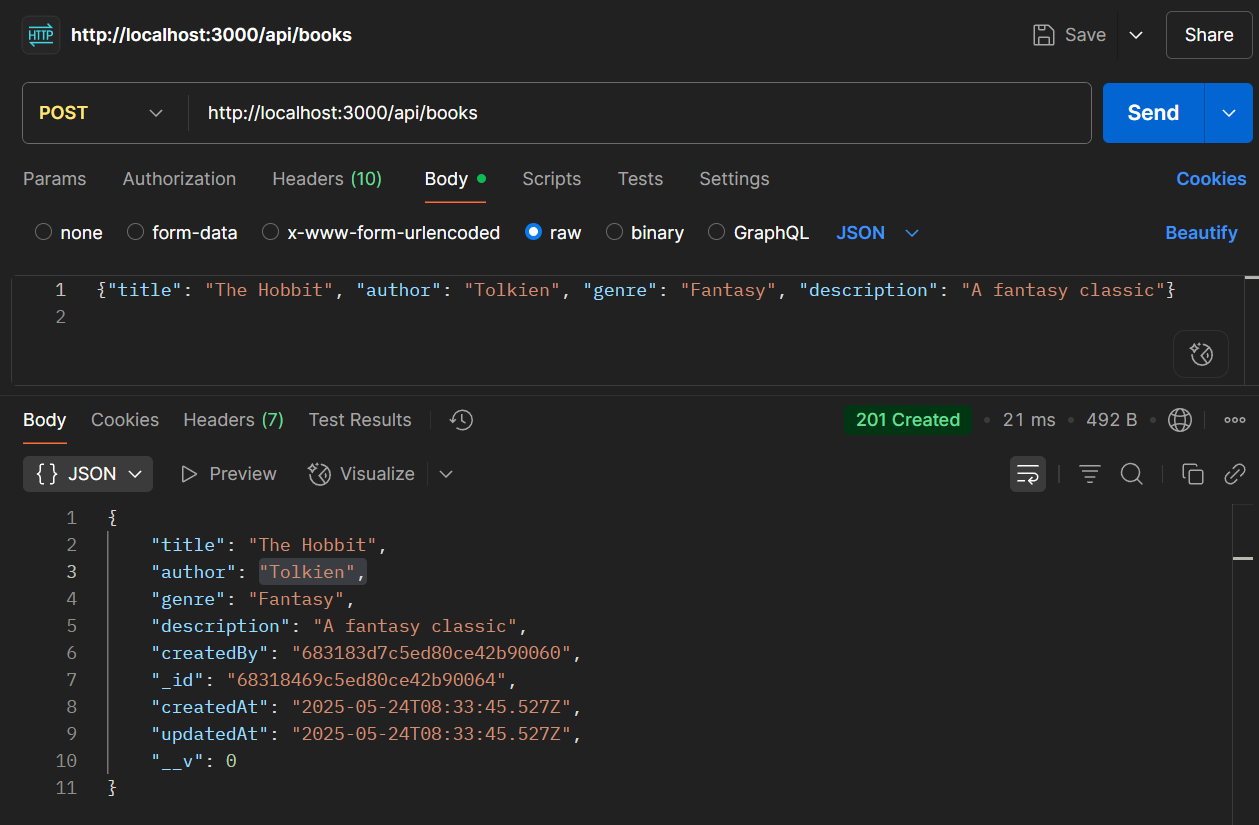 HTTP http://localhost:3000/api/books Save Share
POST http://localhost:3000/api/books Send
Params Authorization Headers (10) Body Scripts Tests Settings Cookies
none form-data x-www-form-urlencoded raw binary GraphQL JSON Beautify
1 {"title": "The Hobbit", "author": "Tolkien", "genre": "Fantasy", "description": "A fantasy classic"}
2
Body Cookies Headers (7) Test Results 201 Created • 21 ms • 492 B •
{} JSON Preview Visualize
1 {
2 "title": "The Hobbit",
3 "author": "Tolkien",
4 "genre": "Fantasy",
5 "description": "A fantasy classic",
6 "createdBy": "683183d7c5ed80ce42b90060",
7 "_id": "68318469c5ed80ce42b90064",
8 "createdAt": "2025-05-24T08:33:45.527Z",
9 "updatedAt": "2025-05-24T08:33:45.527Z",
10 "__v": 0
11 }